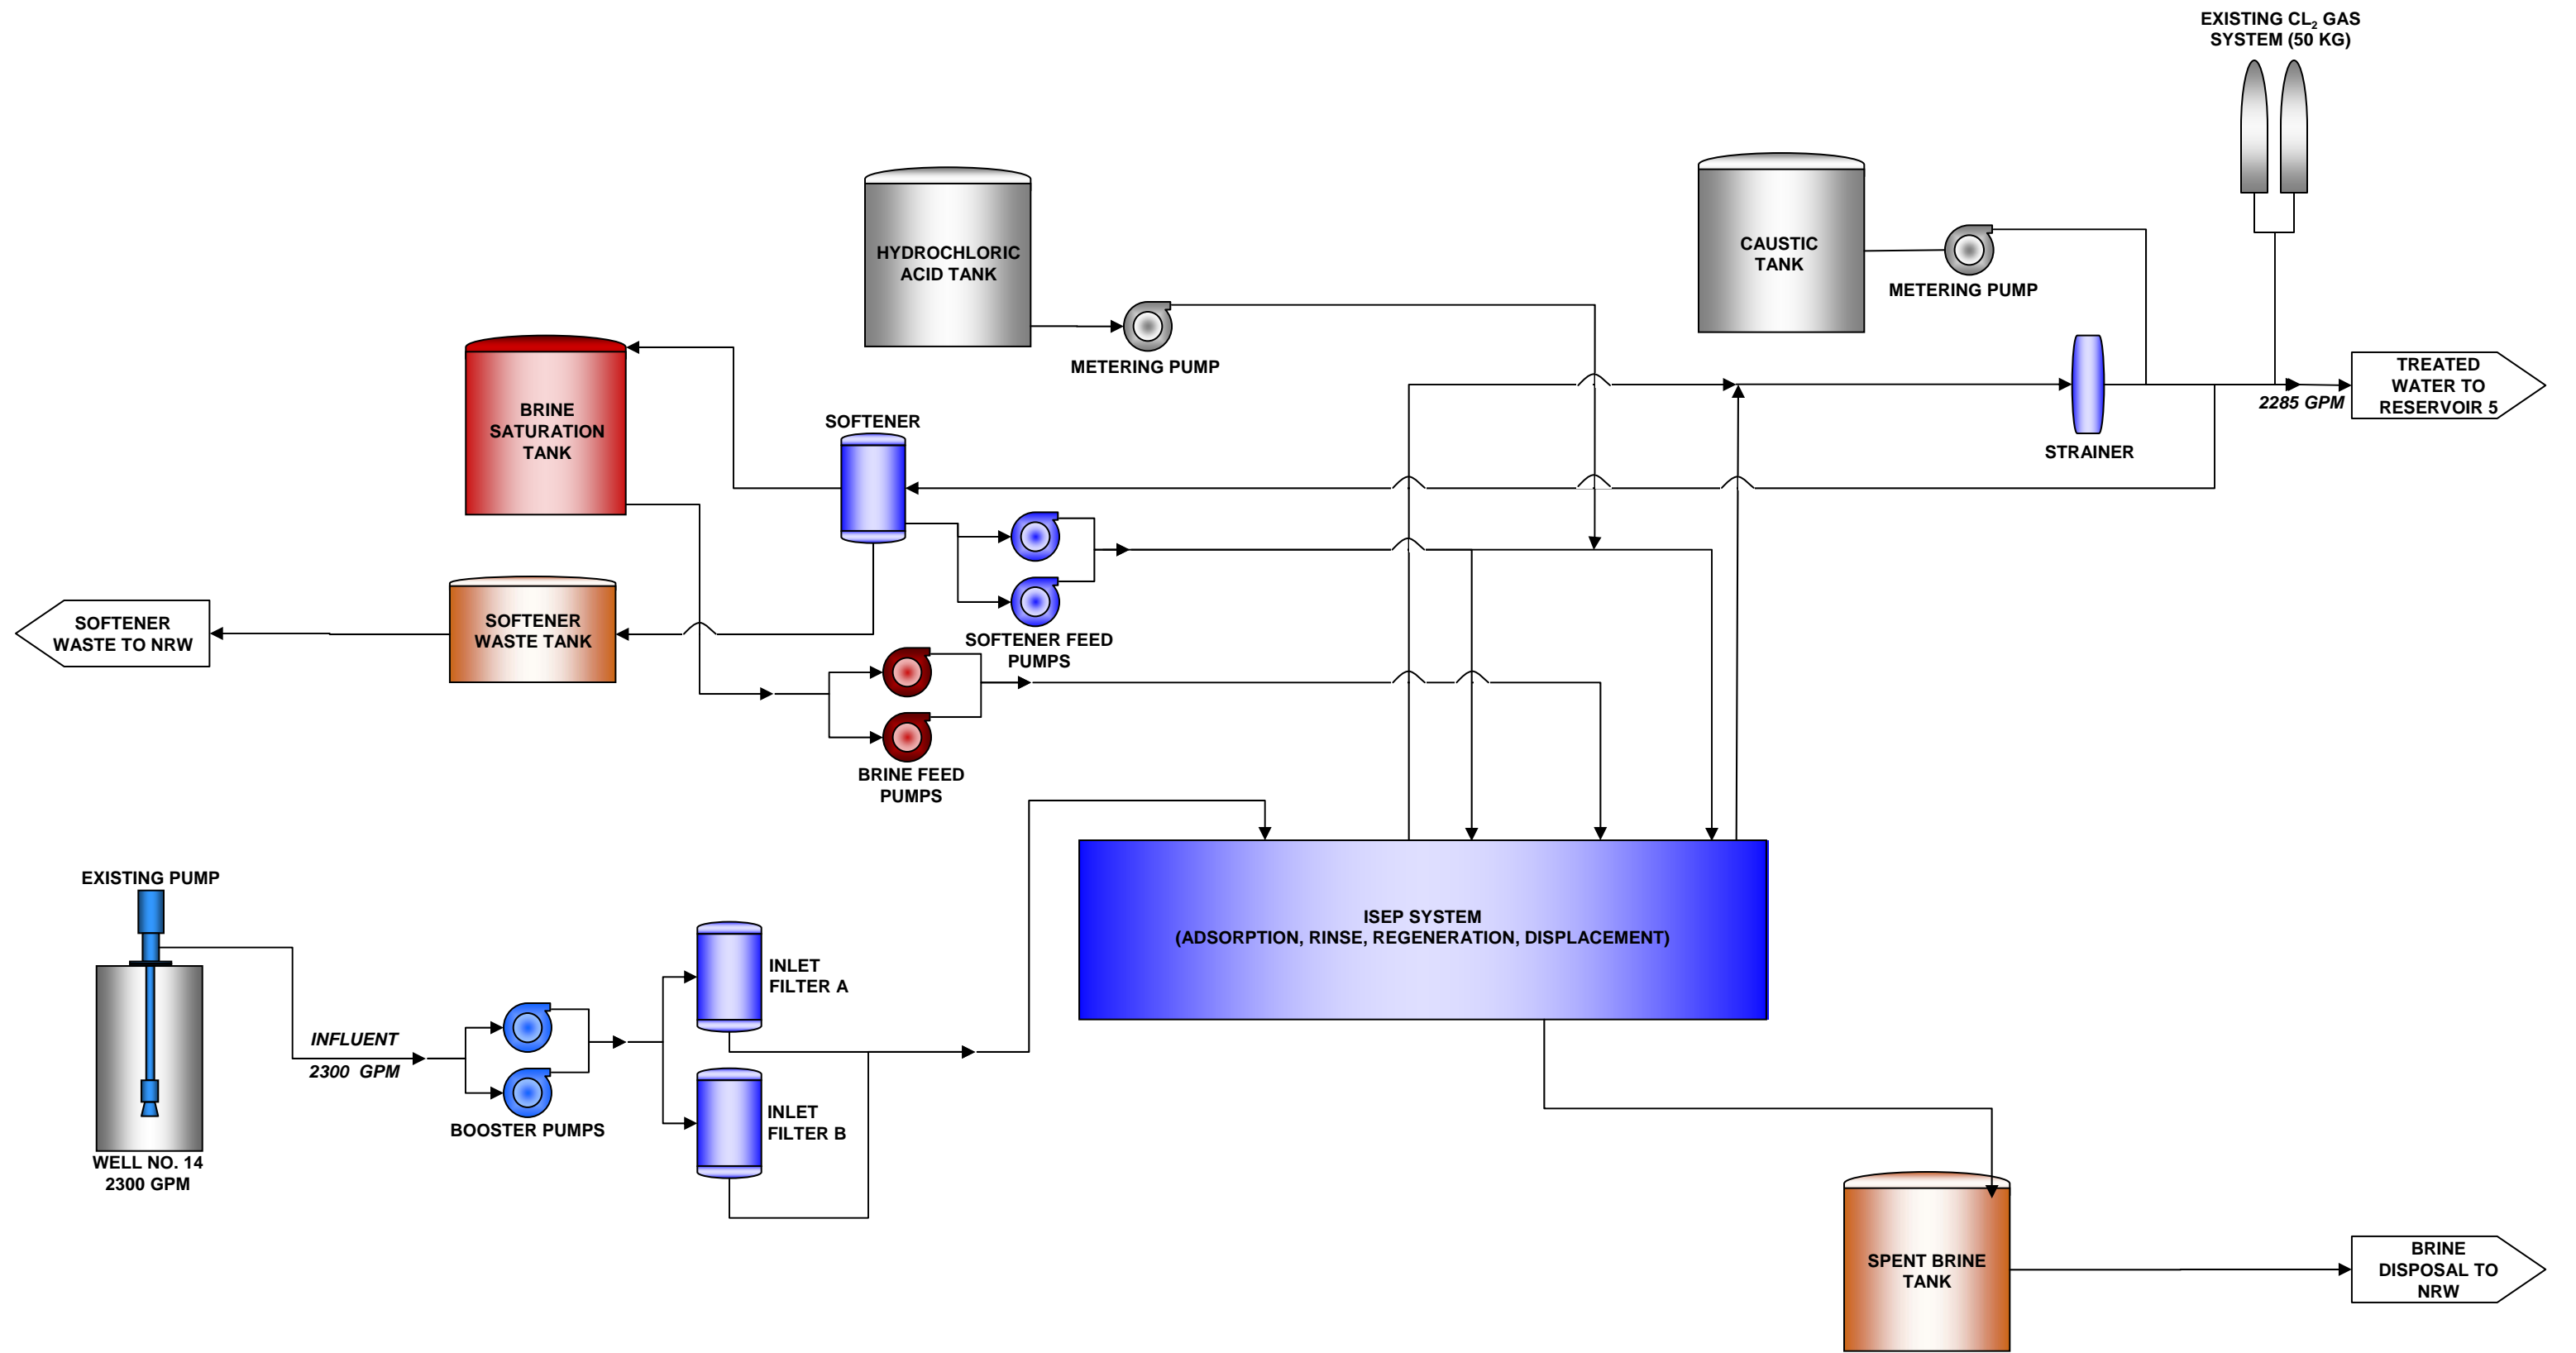 EXISTING CL2 GAS
SYSTEM (50 KG)
HYDROCHLORIC
ACID TANK
METERING PUMP
CAUSTIC
TANK
METERING PUMP
TREATED
WATER TO
RESERVOIR 5
2285 GPM
STRAINER
BRINE
SATURATION
TANK
SOFTENER
SOFTENER
WASTE TO NRW
SOFTENER
WASTE TANK
SOFTENER FEED
PUMPS
BRINE FEED
PUMPS
EXISTING PUMP
WELL NO. 14
2300 GPM
INFLUENT
2300 GPM
BOOSTER PUMPS
INLET
FILTER A
INLET
FILTER B
ISEP SYSTEM
(ADSORPTION, RINSE, REGENERATION, DISPLACEMENT)
SPENT BRINE
TANK
BRINE
DISPOSAL TO
NRW